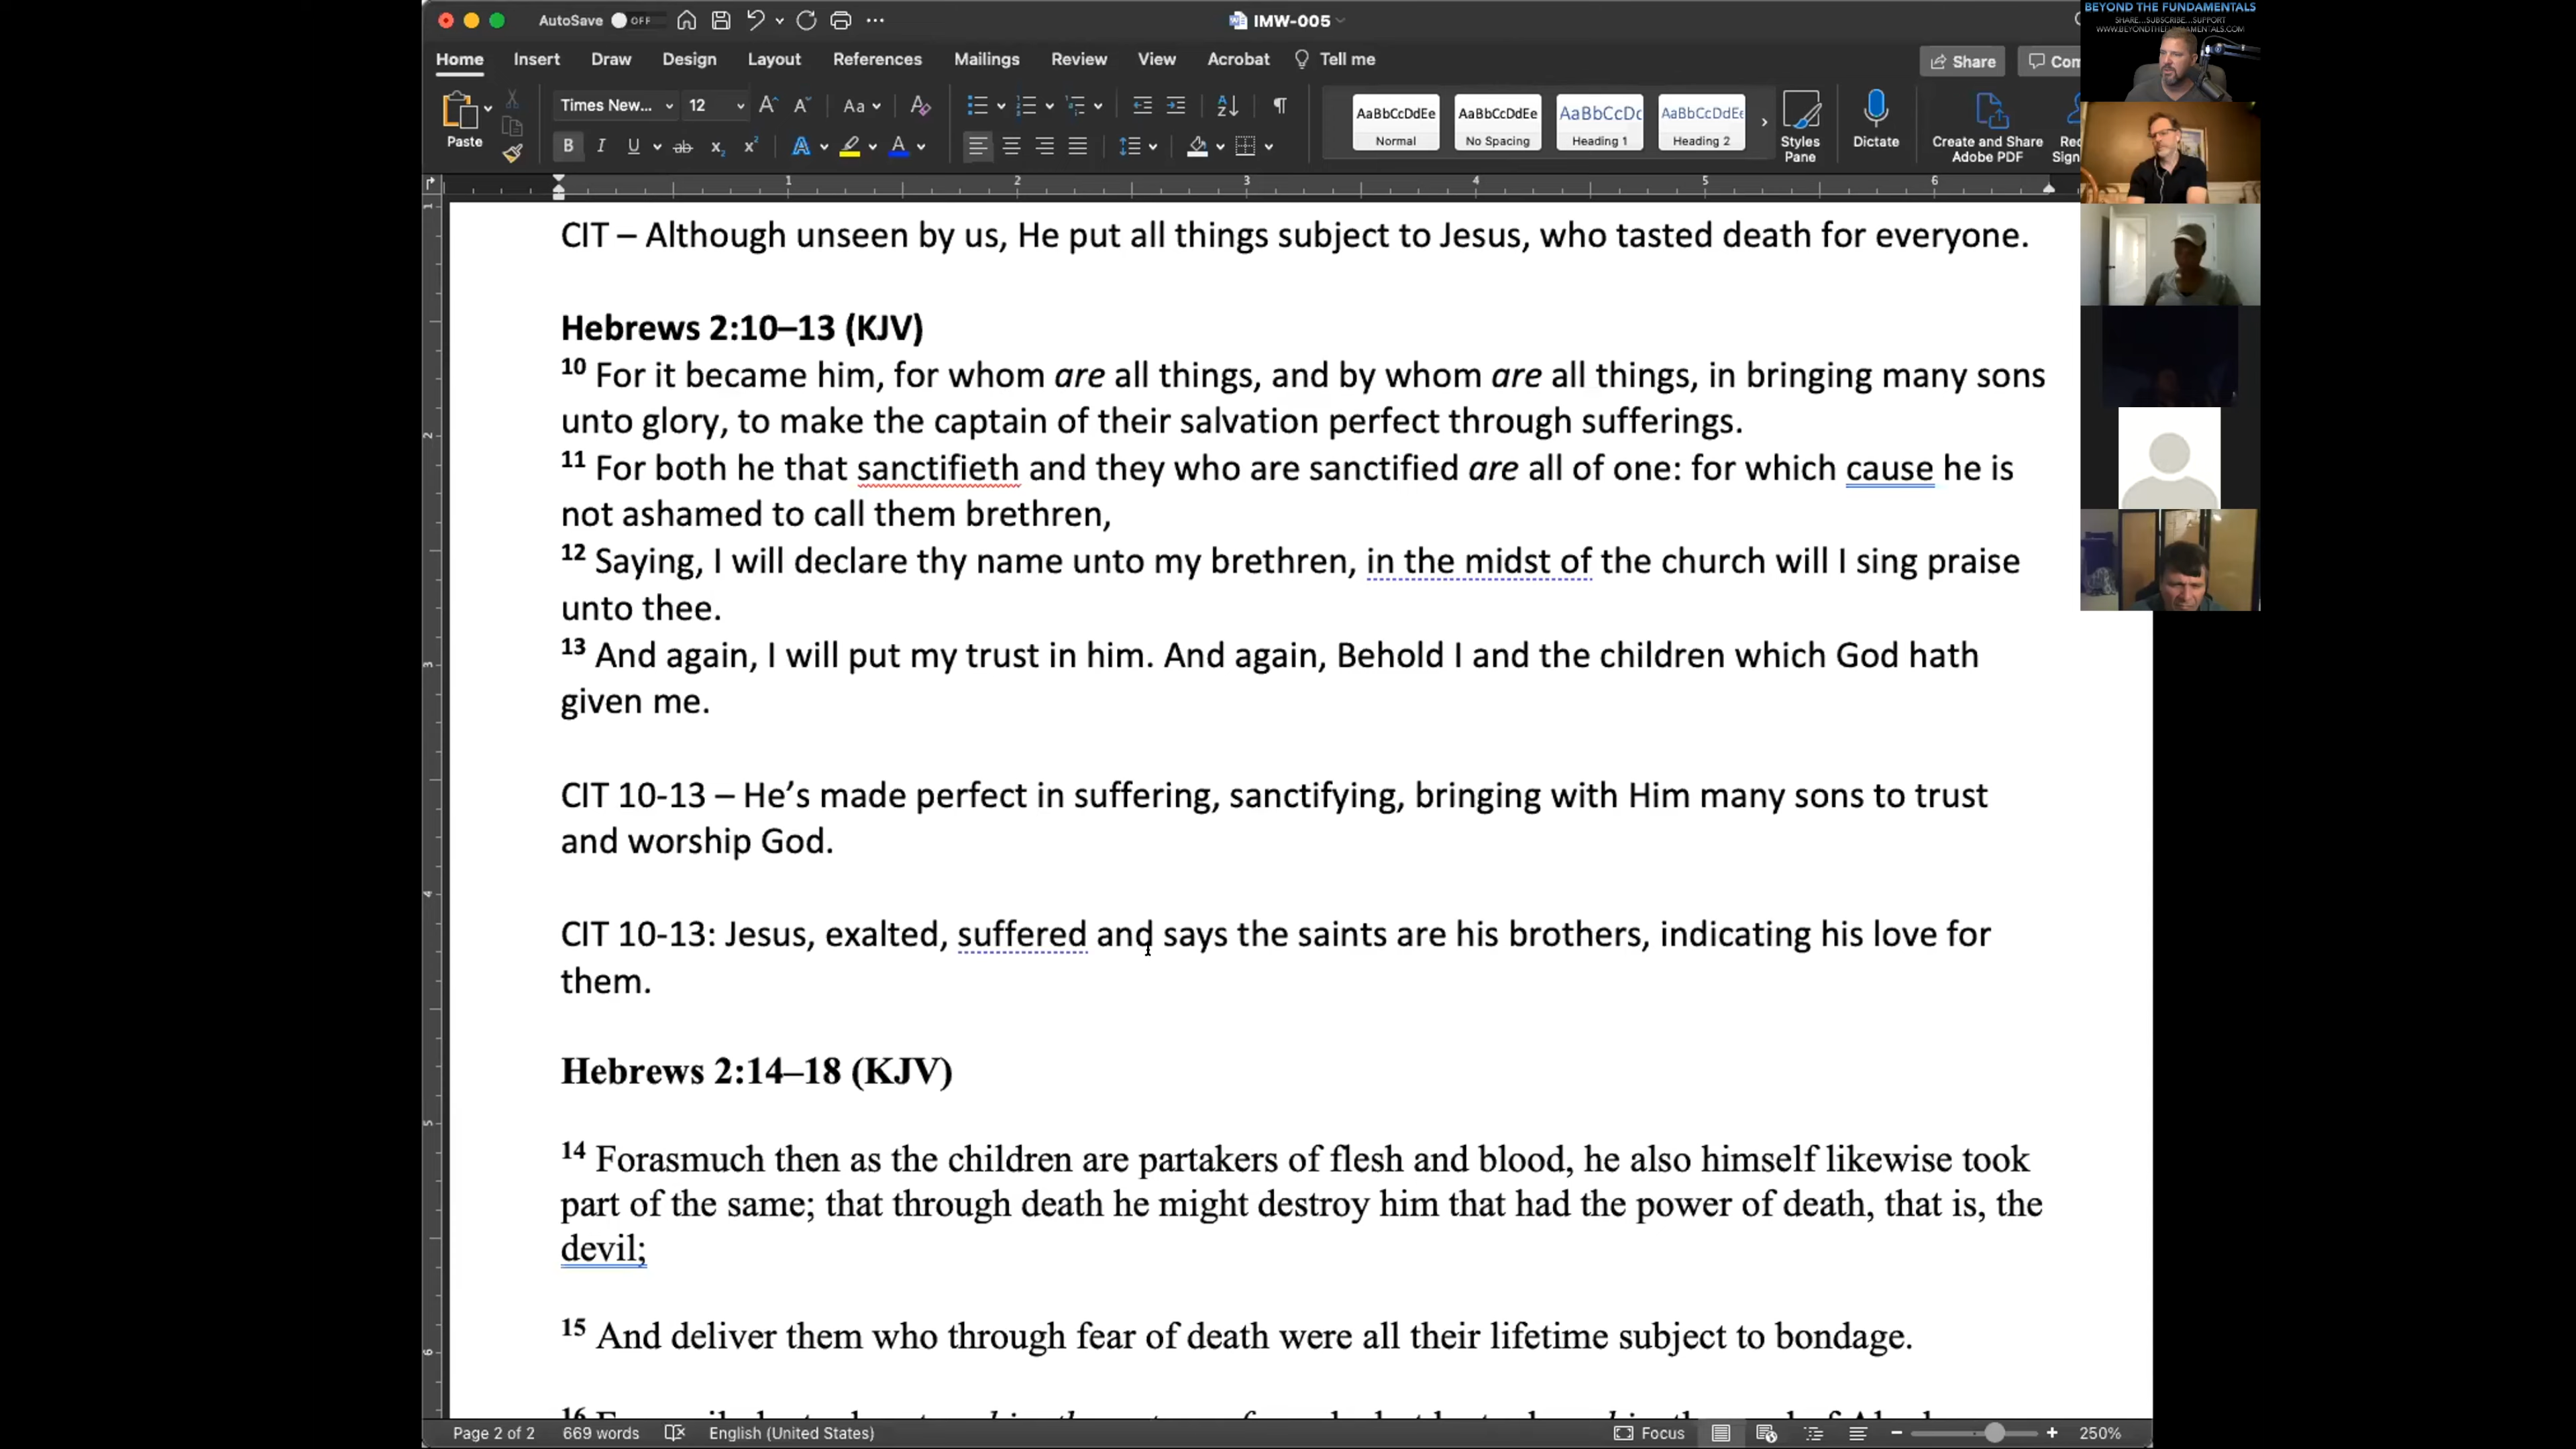 AutoSave OFF
IMW-005
BEYOND THE FUNDAMENTALS
SHARE...SUBSCRIBE...SUPPORT
Home Insert Draw Design Layout References Mailings Review View Acrobat Tell me
Share
Paste
Times New...
12
Aa
AaBbCcDdEe
Normal
AaBbCcDdEe
No Spacing
AaBbCcDc
Heading 1
AaBbCcDdEe
Heading 2
Styles
Pane
Dictate
Create and Share
Adobe PDF
1 2 3 4 5 6
CIT – Although unseen by us, He put all things subject to Jesus, who tasted death for everyone.
Hebrews 2:10–13 (KJV)
10 For it became him, for whom are all things, and by whom are all things, in bringing many sons
unto glory, to make the captain of their salvation perfect through sufferings.
11 For both he that sanctifieth and they who are sanctified are all of one: for which cause he is
not ashamed to call them brethren,
12 Saying, I will declare thy name unto my brethren, in the midst of the church will I sing praise
unto thee.
13 And again, I will put my trust in him. And again, Behold I and the children which God hath
given me.
CIT 10-13 – He’s made perfect in suffering, sanctifying, bringing with Him many sons to trust
and worship God.
CIT 10-13: Jesus, exalted, suffered and says the saints are his brothers, indicating his love for
them.
Hebrews 2:14–18 (KJV)
14 Forasmuch then as the children are partakers of flesh and blood, he also himself likewise took
part of the same; that through death he might destroy him that had the power of death, that is, the
devil;
15 And deliver them who through fear of death were all their lifetime subject to bondage.
Page 2 of 2 669 words English (United States) Focus 250%